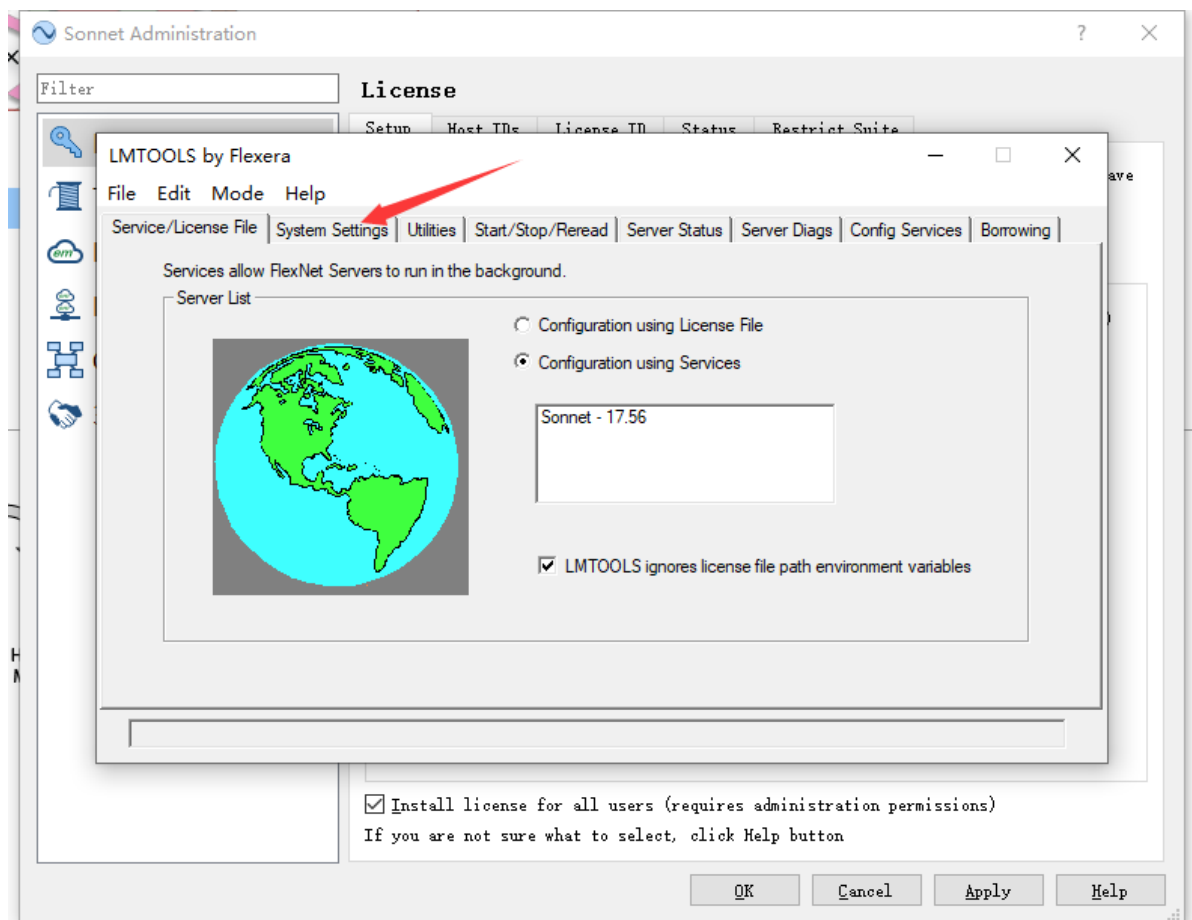 Sonnet Administration
Filter
License
Setup Host IDs License ID Status Restrict Suite
LMTOOLS by Flexera
ave
File Edit Mode Help
Service/License File System Settings Utilities Start/Stop/Reread Server Status Server Diags Config Services Borrowing
Services allow FlexNet Servers to run in the background.
Server List
Configuration using License File
Configuration using Services
Sonnet - 17.56
LMTOOLS ignores license file path environment variables
em
H
Install license for all users (requires administration permissions)
If you are not sure what to select, click Help button
OK Cancel Apply Help